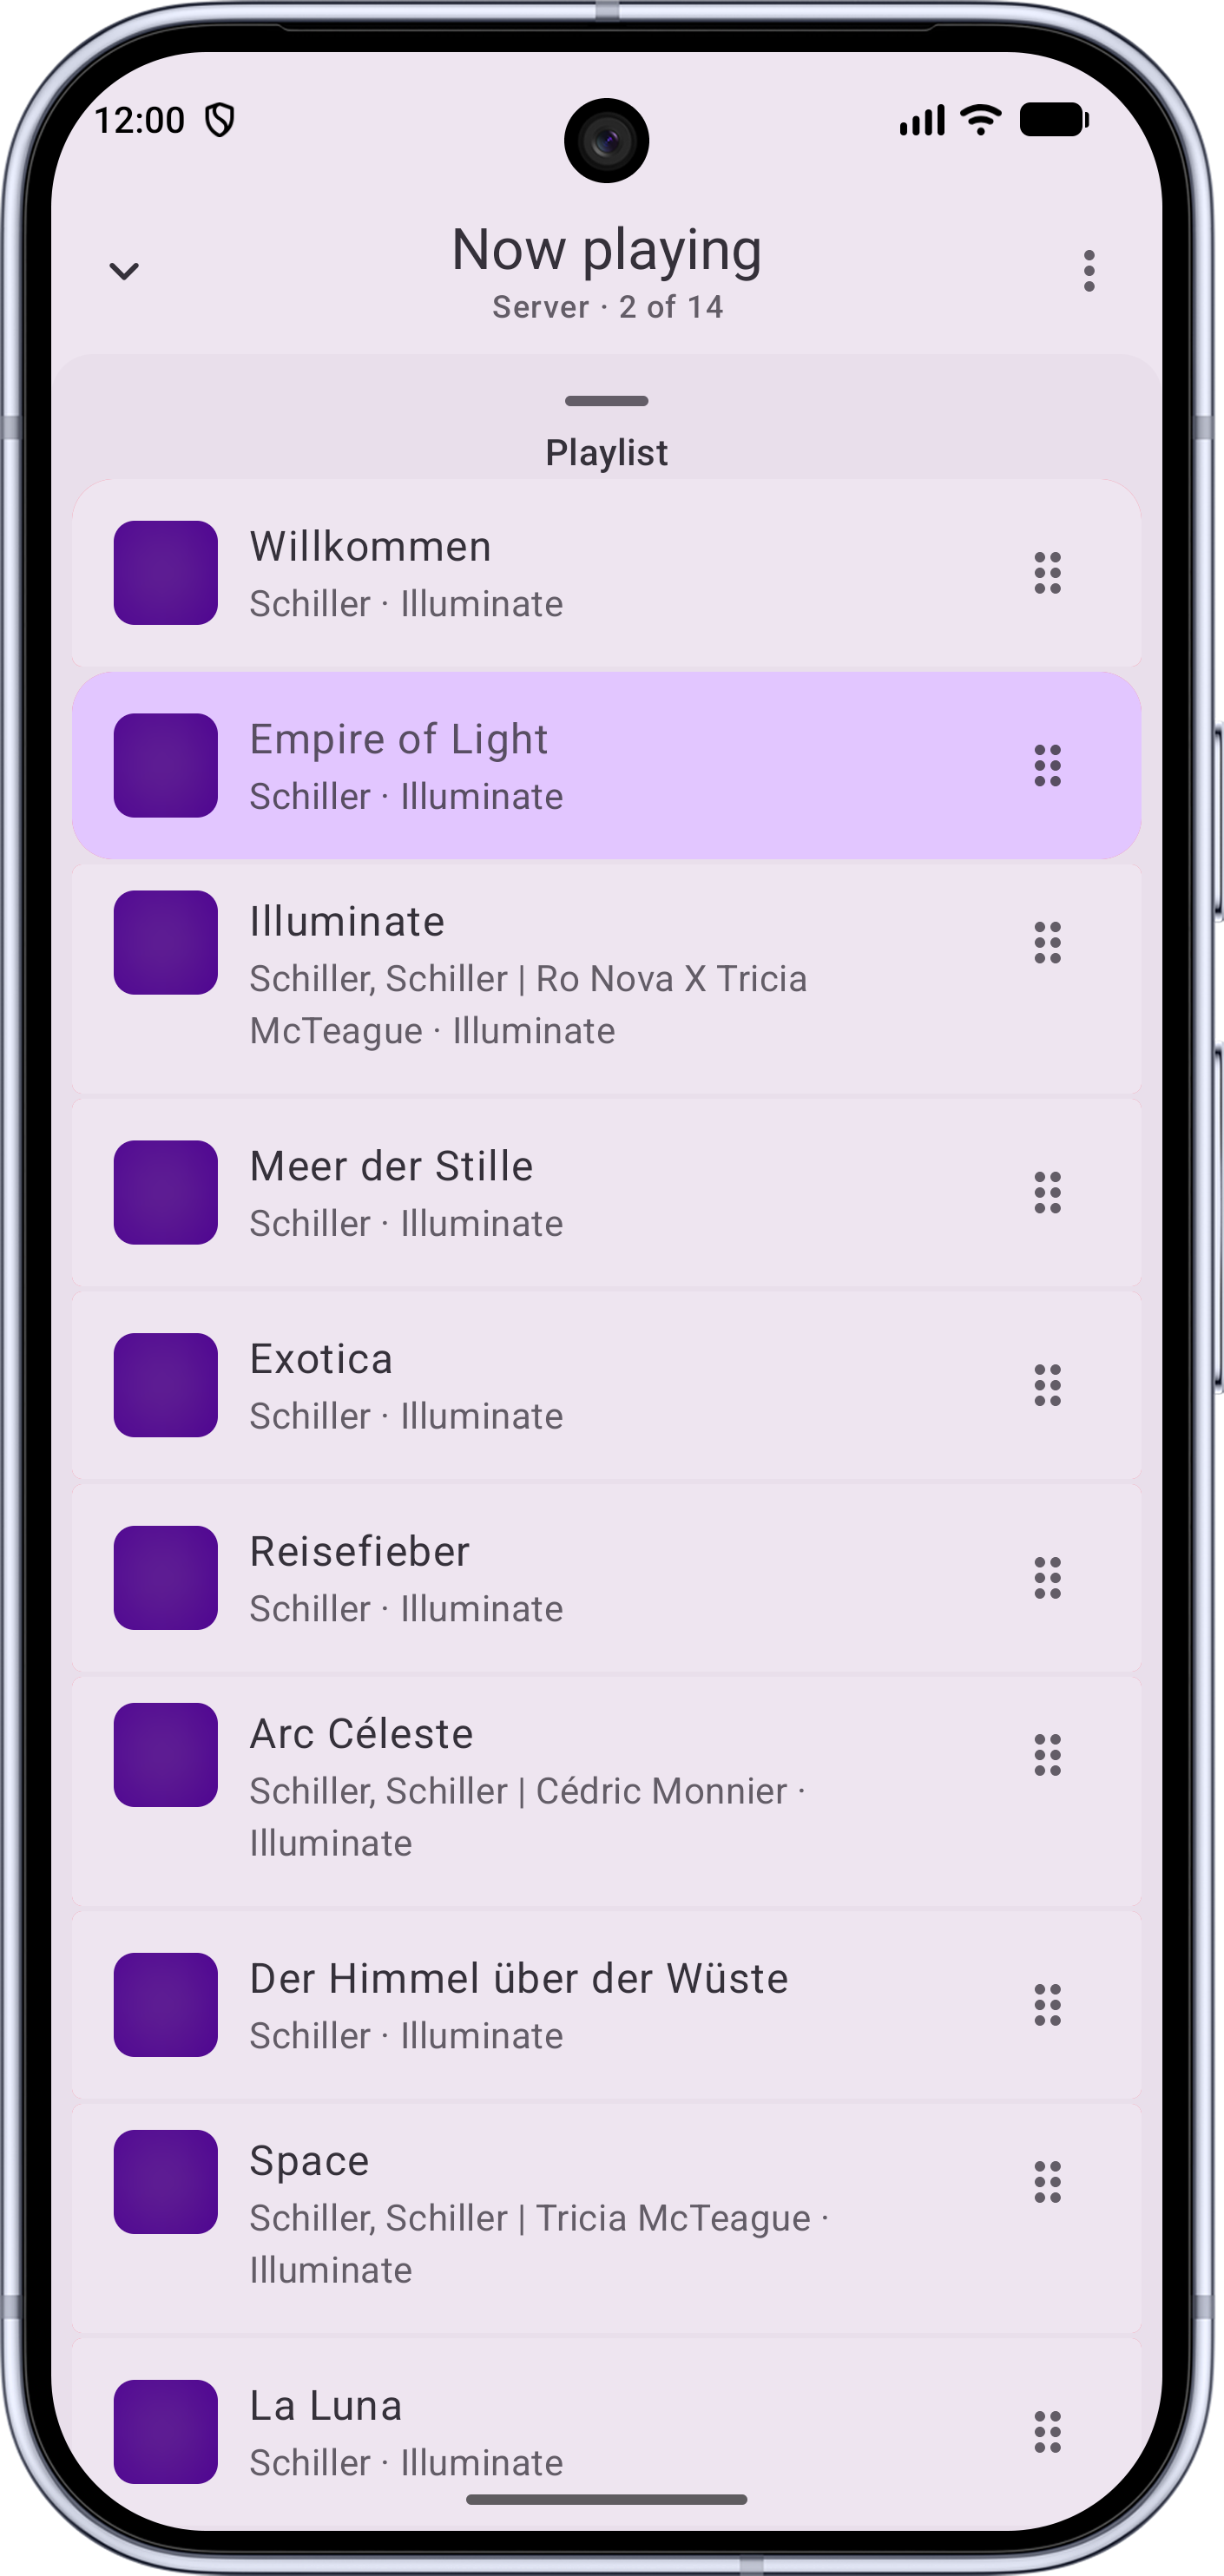 12:00
Now playing
Server · 2 of 14
Playlist
Willkommen
Schiller · Illuminate
Empire of Light
Schiller · Illuminate
Illuminate
Schiller, Schiller | Ro Nova X Tricia
McTeague · Illuminate
Meer der Stille
Schiller · Illuminate
Exotica
Schiller · Illuminate
Reisefieber
Schiller · Illuminate
Arc Céleste
Schiller, Schiller | Cédric Monnier ·
Illuminate
Der Himmel über der Wüste
Schiller · Illuminate
Space
Schiller, Schiller | Tricia McTeague ·
Illuminate
La Luna
Schiller · Illuminate